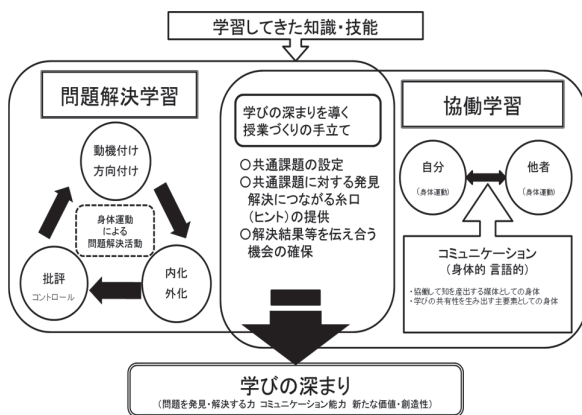 学習してきた知識・技能
問題解決学習
動機付け
方向付け
身体運動
による
問題解決活動
批評
コントロール
内化
外化
学びの深まりを導く
授業づくりの手立て
○共通課題の設定
○共通課題に対する発見
解決につながる糸口
(ヒント)の提供
○解決結果等を伝え合う
機会の確保
協働学習
自分
(身体運動)
他者
(身体運動)
コミュニケーション
(身体的 言語的)
・協働して知を産出する媒体としての身体
・学びの共有性を生み出す主要素としての身体
学びの深まり
(問題を発見・解決する力 コミュニケーション能力 新たな価値・創造性)